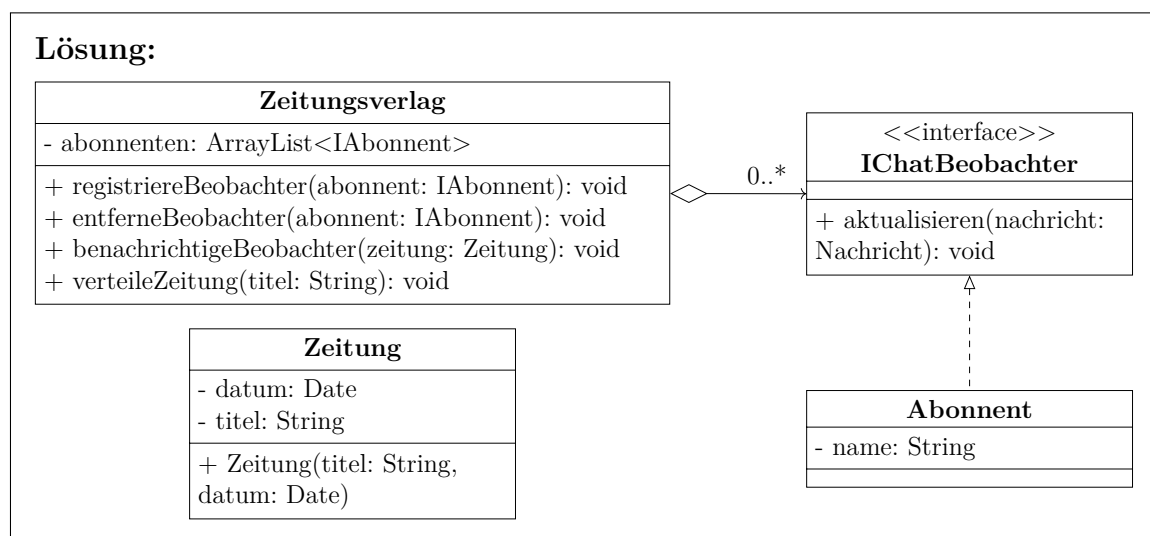 Lösung:
Zeitungsverlag
- abonnenten: ArrayList<IAbonnent>
+ registriereBeobachter(abonnent: IAbonnent): void
+ entferneBeobachter(abonnent: IAbonnent): void
+ benachrichtigeBeobachter(zeitung: Zeitung): void
+ verteileZeitung(titel: String): void
0..*
<<interface>>
IChatBeobachter
+ aktualisieren(nachricht:
Nachricht): void
Zeitung
- datum: Date
- titel: String
+ Zeitung(titel: String,
datum: Date)
Abonnent
- name: String